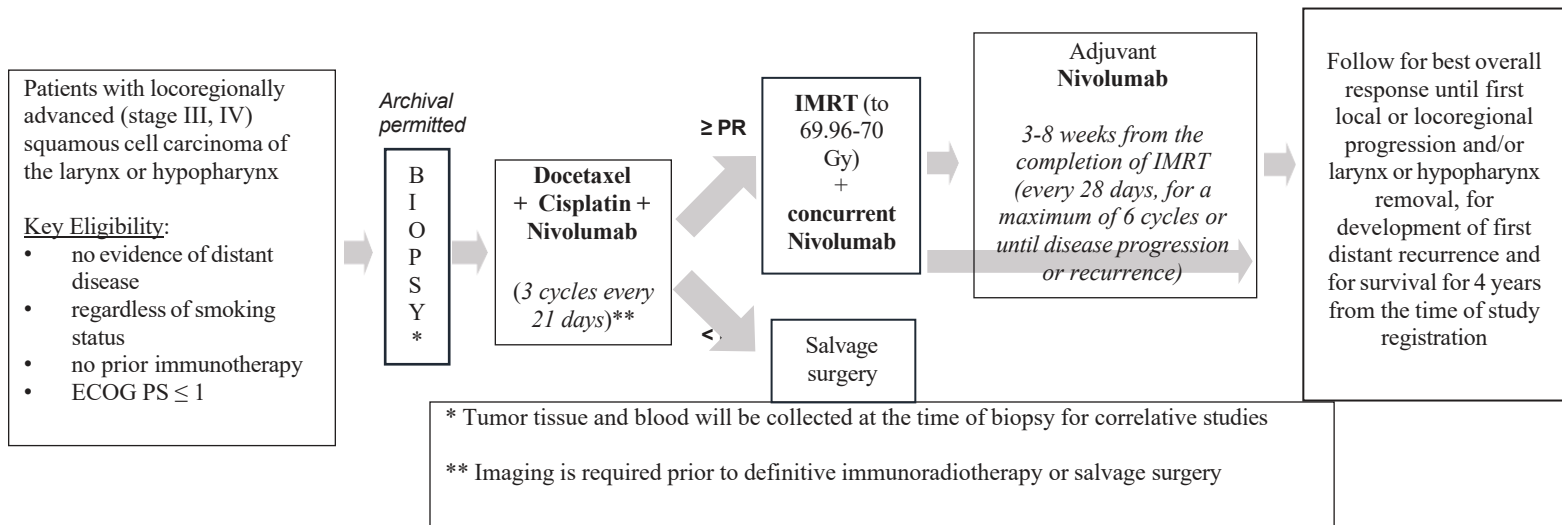 Patients with locoregionally
advanced (stage III, IV)
squamous cell carcinoma of
the larynx or hypopharynx
Key Eligibility:
• no evidence of distant
disease
• regardless of smoking
status
• no prior immunotherapy
• ECOG PS ≤ 1
Archival
permitted
B
I
O
P
S
Y
*
Docetaxel
+ Cisplatin +
Nivolumab
(3 cycles every
21 days)**
≥ PR
<
IMRT (to
69.96-70
Gy)
+
concurrent
Nivolumab
Salvage
surgery
Adjuvant
Nivolumab
3-8 weeks from the
completion of IMRT
(every 28 days, for a
maximum of 6 cycles or
until disease progression
or recurrence)
Follow for best overall
response until first
local or locoregional
progression and/or
larynx or hypopharynx
removal, for
development of first
distant recurrence and
for survival for 4 years
from the time of study
registration
* Tumor tissue and blood will be collected at the time of biopsy for correlative studies
** Imaging is required prior to definitive immunoradiotherapy or salvage surgery